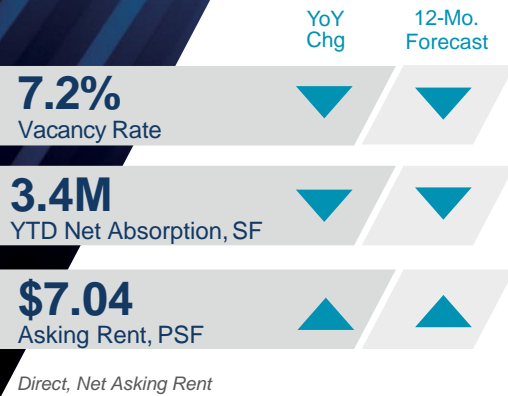 YoY Chg
12-Mo. Forecast
7.2%
Vacancy Rate
3.4M
YTD Net Absorption, SF
$7.04
Asking Rent, PSF
Direct, Net Asking Rent